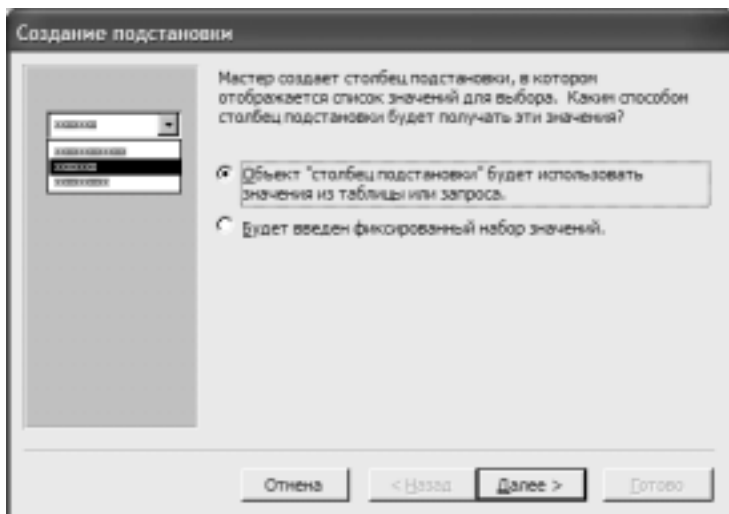 Создание подстановки
Мастер создает столбец подстановки, в котором
отображается список значений для выбора. Каким способом
столбец подстановки будет получать эти значения?
Объект "столбец подстановки" будет использовать
значения из таблицы или запроса.
Будет введен фиксированный набор значений.
Отмена
< Назад
Далее >
Готово